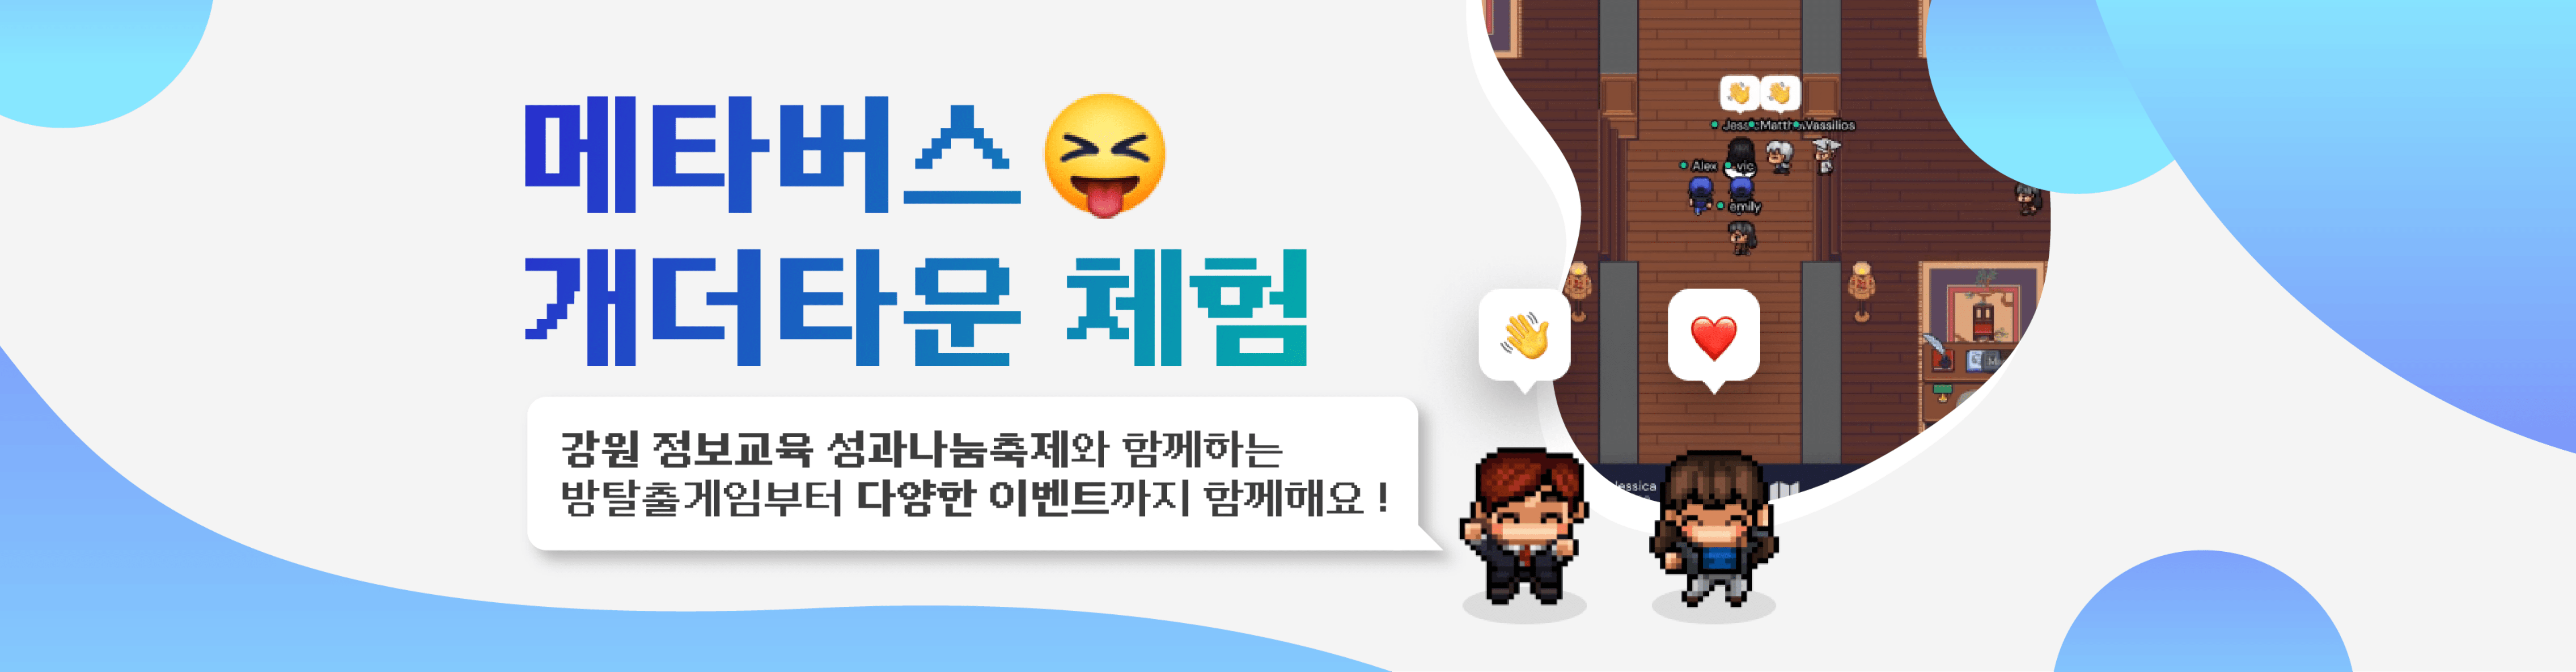 메타버스😝
개더타운 체험
강원 정보교육 성과나눔축제와 함께하는
방탈출게임부터 다양한 이벤트까지 함께해요 !
Vassilios
Alex vic
emily